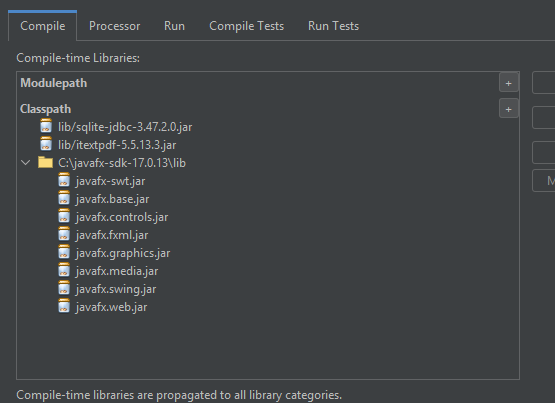 Compile Processor Run Compile Tests Run Tests
Compile-time Libraries:
Modulepath +
Classpath +
lib/sqlite-jdbc-3.47.2.0.jar
lib/itextpdf-5.5.13.3.jar
C:\javafx-sdk-17.0.13\lib
javafx-swt.jar
javafx.base.jar
M
javafx.controls.jar
javafx.fxml.jar
javafx.graphics.jar
javafx.media.jar
javafx.swing.jar
javafx.web.jar
Compile-time libraries are propagated to all library categories.